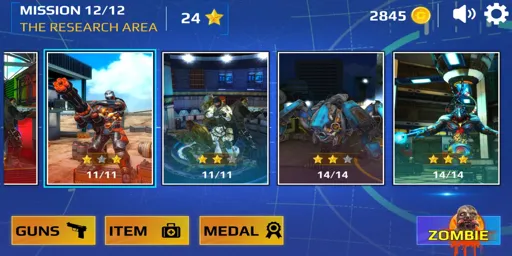 MISSION 12/12
THE RESEARCH AREA
24
2845
11/11
11/11
14/14
14/14
GUNS
ITEM
MEDAL
ZOMBIE